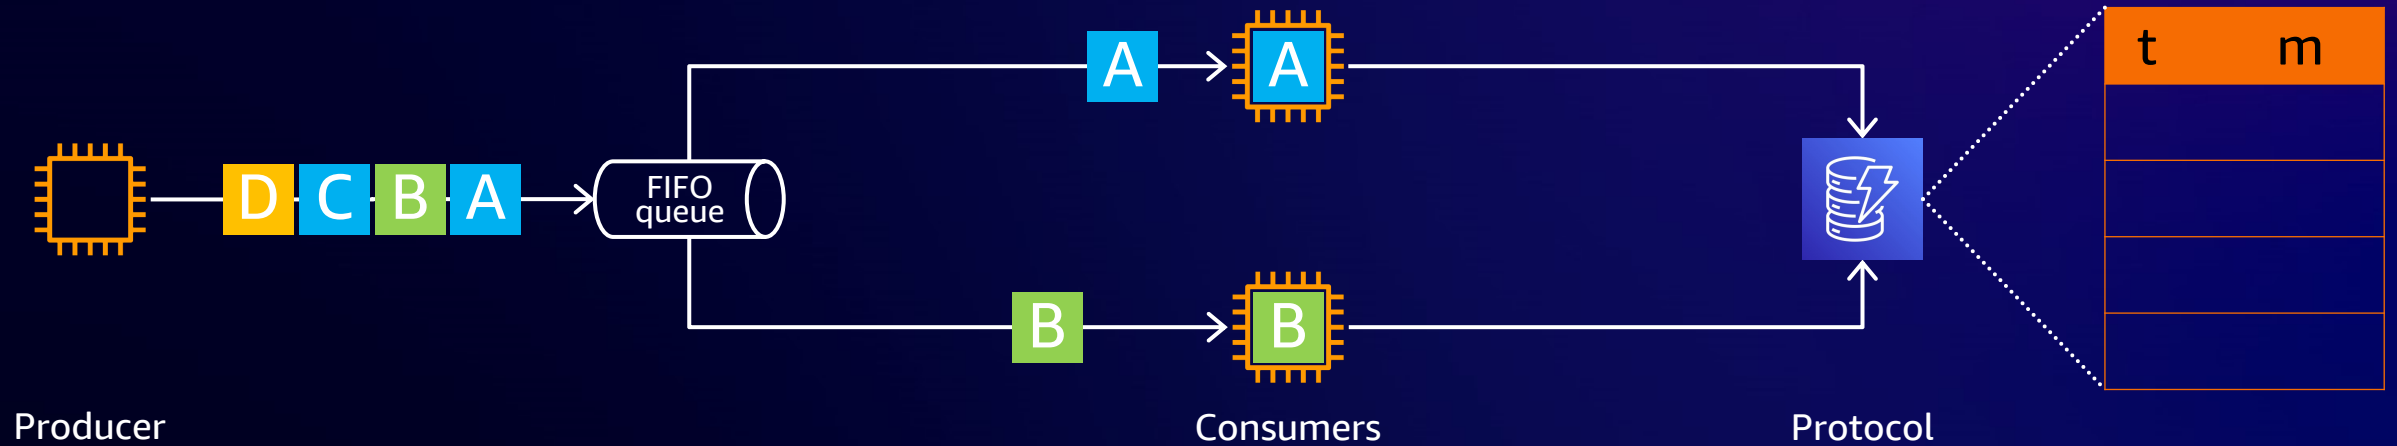 D C B A
FIFO
queue
A
A
B
B
t m
Producer
Consumers
Protocol